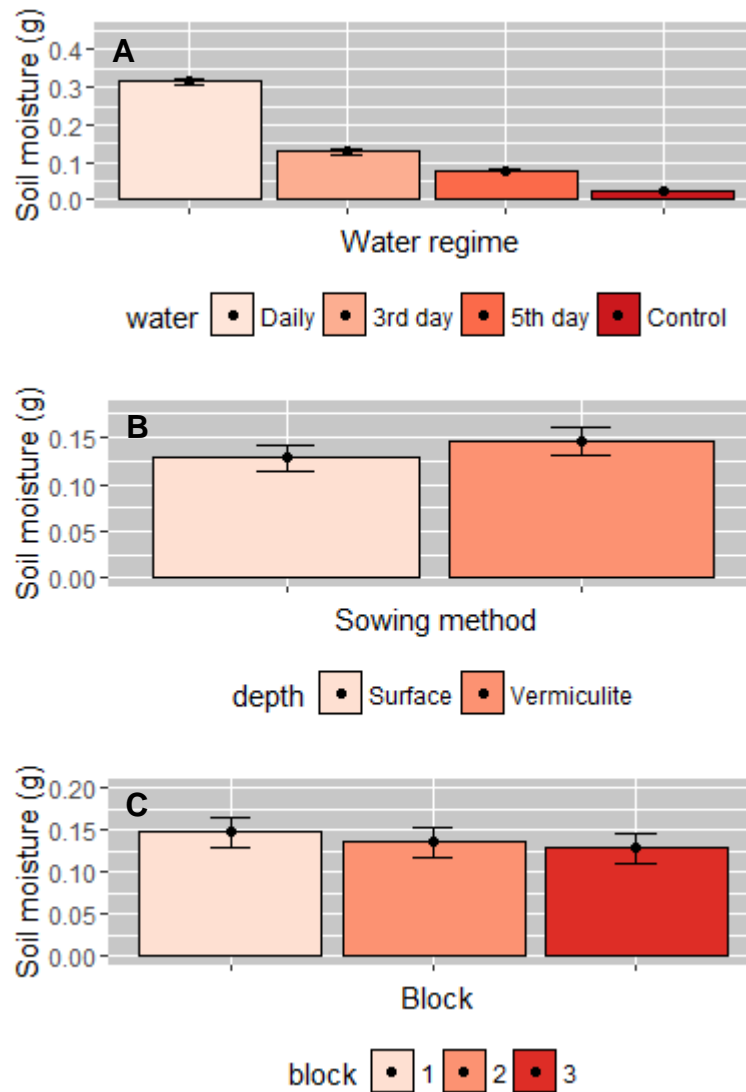 A
Soil moisture (g)
0.4
0.3
0.2
0.1
0.0
Water regime
water Daily 3rd day 5th day Control
B
Soil moisture (g)
0.15
0.10
0.05
0.00
Sowing method
depth Surface Vermiculite
C
Soil moisture (g)
0.20
0.15
0.10
0.05
0.00
Block
block 1 2 3